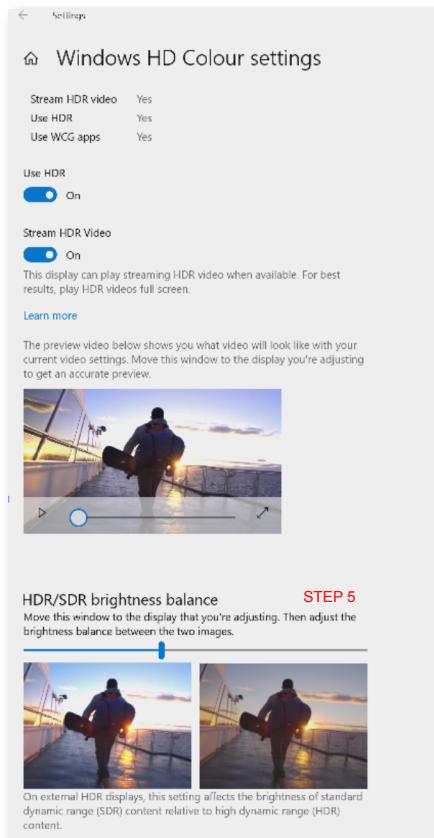 Settings
Windows HD Colour settings
Stream HDR video Yes
Use HDR Yes
Use WCG apps Yes
Use HDR
On
Stream HDR Video
On
This display can play streaming HDR video when available. For best
results, play HDR videos full screen.
Learn more
The preview video below shows you what video will look like with your
current video settings. Move this window to the display you're adjusting
to get an accurate preview.
HDR/SDR brightness balance STEP 5
Move this window to the display that you're adjusting. Then adjust the
brightness balance between the two images.
On external HDR displays, this setting affects the brightness of standard
dynamic range (SDR) content relative to high dynamic range (HDR)
content.